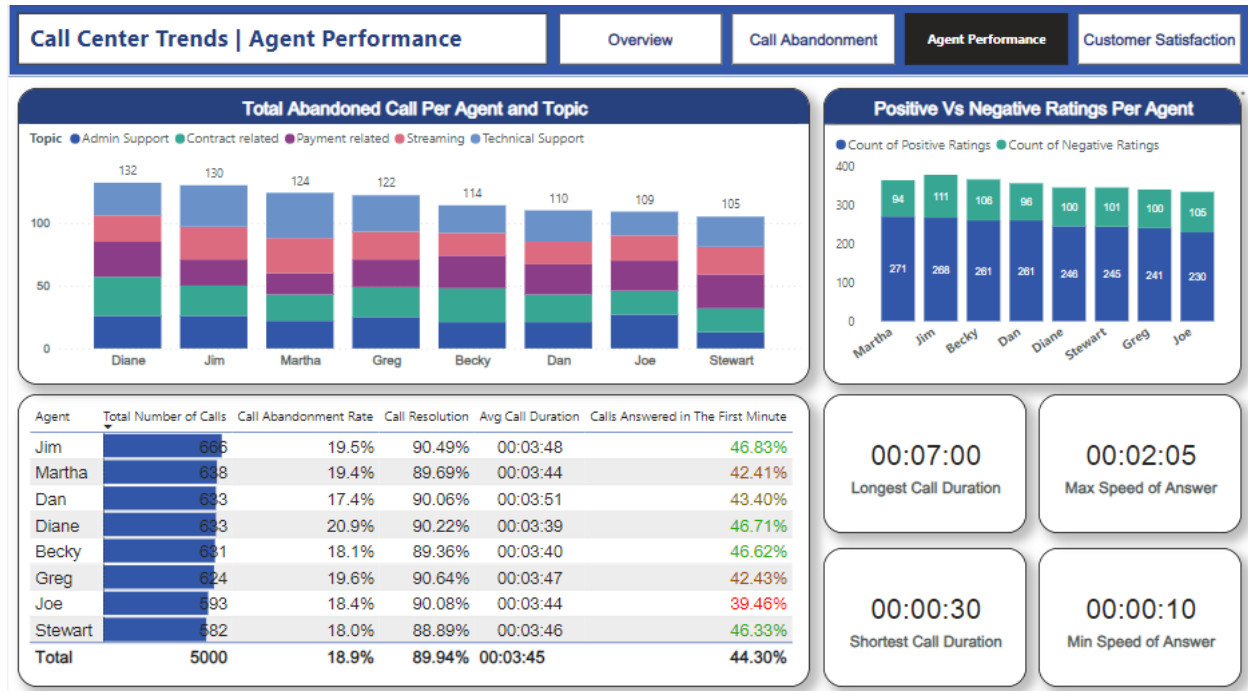 Call Center Trends | Agent Performance
Overview
Call Abandonment
Agent Performance
Customer Satisfaction
Total Abandoned Call Per Agent and Topic
Topic Admin Support Contract related Payment related Streaming Technical Support
132 130 124 122 114 110 109 105
100
50
0
Diane Jim Martha Greg Becky Dan Joe Stewart
Positive Vs Negative Ratings Per Agent
Count of Positive Ratings Count of Negative Ratings
400
300
200
100
0
94 111 106 96 100 101 100 105
271 268 261 261 246 245 241 230
Martha Jim Becky Dan Diane Stewart Greg Joe
Agent Total Number of Calls Call Abandonment Rate Call Resolution Avg Call Duration Calls Answered in The First Minute
Jim 666 19.5% 90.49% 00:03:48 46.83%
Martha 638 19.4% 89.69% 00:03:44 42.41%
Dan 633 17.4% 90.06% 00:03:51 43.40%
Diane 633 20.9% 90.22% 00:03:39 46.71%
Becky 631 18.1% 89.36% 00:03:40 46.62%
Greg 624 19.6% 90.64% 00:03:47 42.43%
Joe 593 18.4% 90.08% 00:03:44 39.46%
Stewart 582 18.0% 88.89% 00:03:46 46.33%
Total 5000 18.9% 89.94% 00:03:45 44.30%
00:07:00
Longest Call Duration
00:02:05
Max Speed of Answer
00:00:30
Shortest Call Duration
00:00:10
Min Speed of Answer